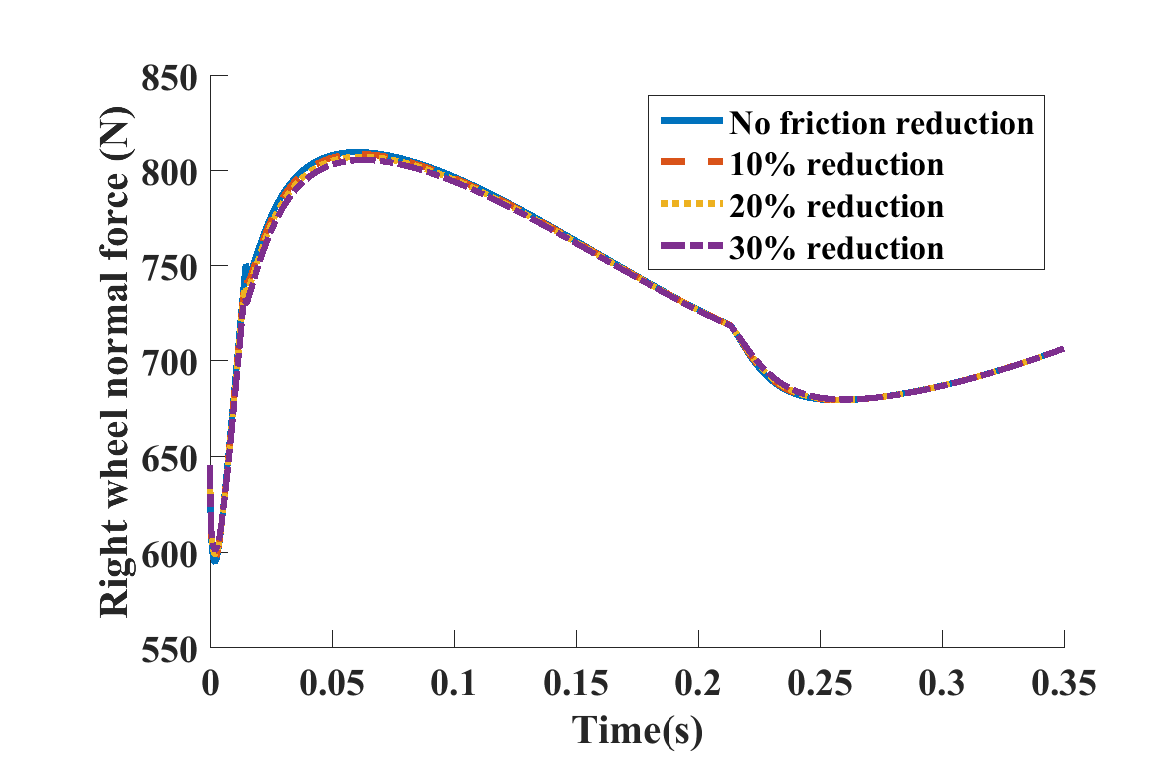 850
800
750
700
650
600
550
Right wheel normal force (N)
No friction reduction
10% reduction
20% reduction
30% reduction
0 0.05 0.1 0.15 0.2 0.25 0.3 0.35
Time(s)